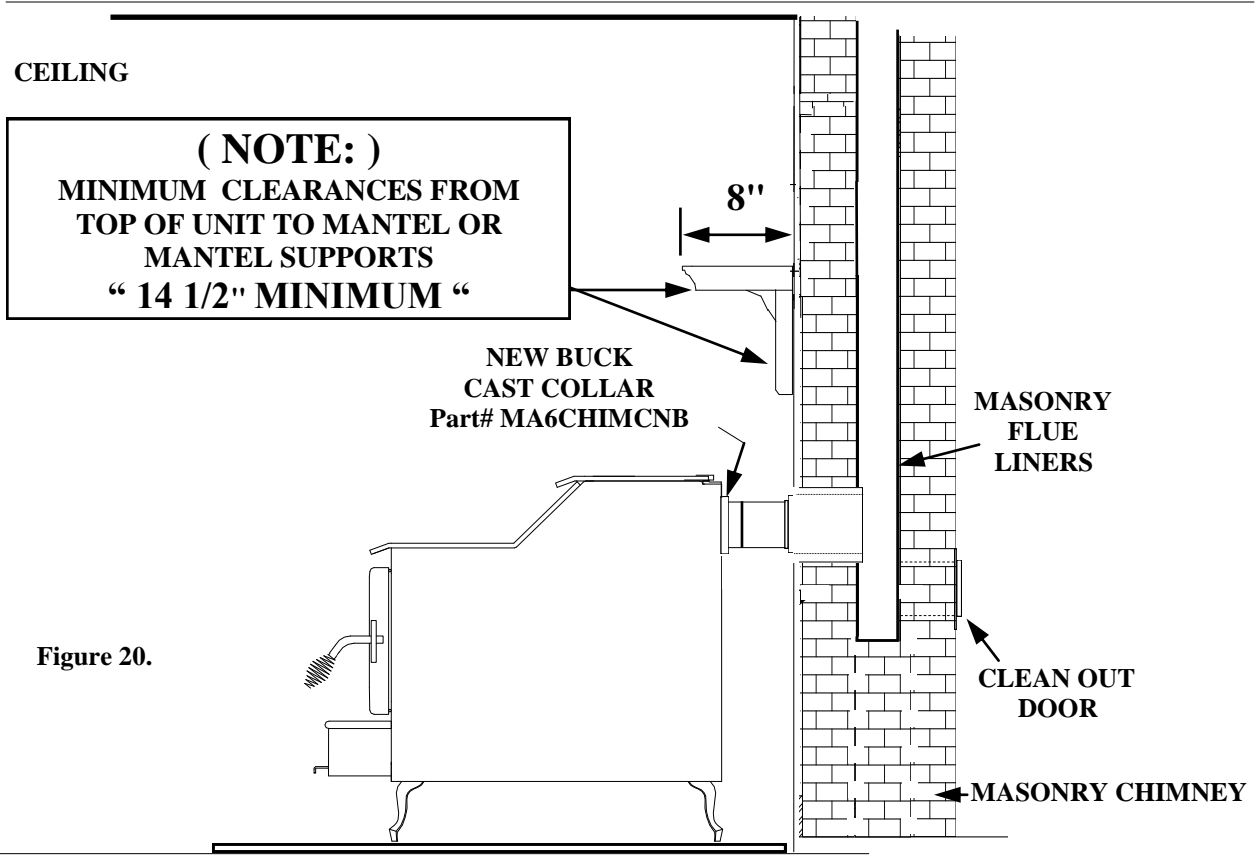 CEILING
( NOTE: )
MINIMUM CLEARANCES FROM
TOP OF UNIT TO MANTEL OR
MANTEL SUPPORTS
“ 14 1/2" MINIMUM “
8"
NEW BUCK
CAST COLLAR
Part# MA6CHIMCNB
MASONRY
FLUE
LINERS
Figure 20.
CLEAN OUT
DOOR
MASONRY CHIMNEY